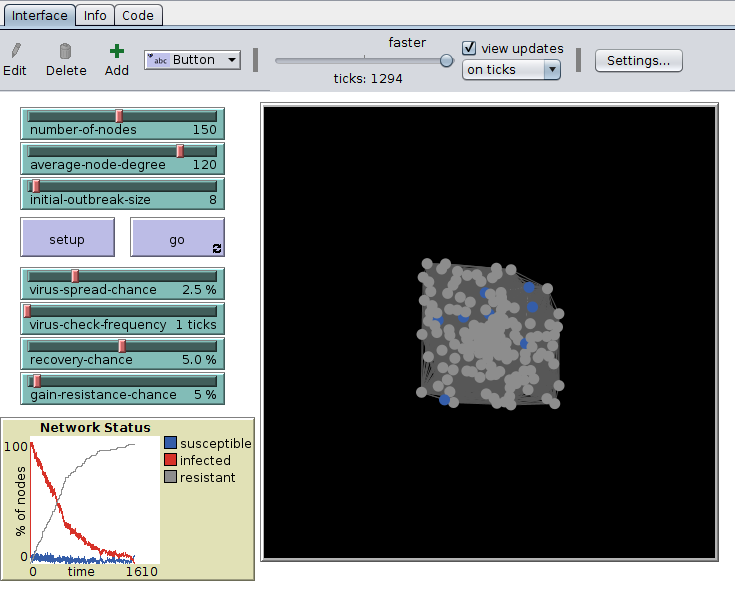 Interface Info Code
faster
Edit Delete Add abc Button view updates
on ticks Settings...
ticks: 1294
number-of-nodes 150
average-node-degree 120
initial-outbreak-size 8
setup go
virus-spread-chance 2.5 %
virus-check-frequency 1 ticks
recovery-chance 5.0 %
gain-resistance-chance 5 %
Network Status
100
% of nodes
0
0 time 1610
susceptible
infected
resistant